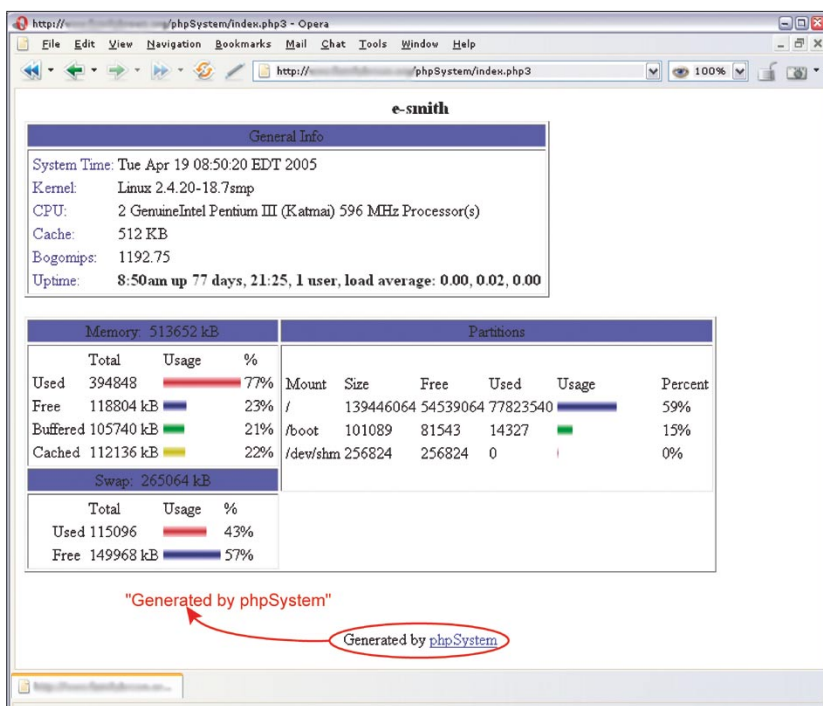 http:// /phpSystem/index.php3 - Opera
File Edit View Navigation Bookmarks Mail Chat Tools Window Help
http:// /phpSystem/index.php3 100%
e-smith
General Info
System Time: Tue Apr 19 08:50:20 EDT 2005
Kernel: Linux 2.4.20-18.7smp
CPU: 2 GenuineIntel Pentium III (Katmai) 596 MHz Processor(s)
Cache: 512 KB
Bogomips: 1192.75
Uptime: 8:50am up 77 days, 21:25, 1 user, load average: 0.00, 0.02, 0.00
Memory: 513652 kB
Total Usage %
Used 394848 77%
Free 118804 kB 23%
Buffered 105740 kB 21%
Cached 112136 kB 22%
Swap: 265064 kB
Total Usage %
Used 115096 43%
Free 149968 kB 57%
Partitions
Mount Size Free Used Usage Percent
/ 139446064 54539064 77823540 59%
/boot 101089 81543 14327 15%
/dev/shm 256824 256824 0 0%
"Generated by phpSystem"
Generated by phpSystem